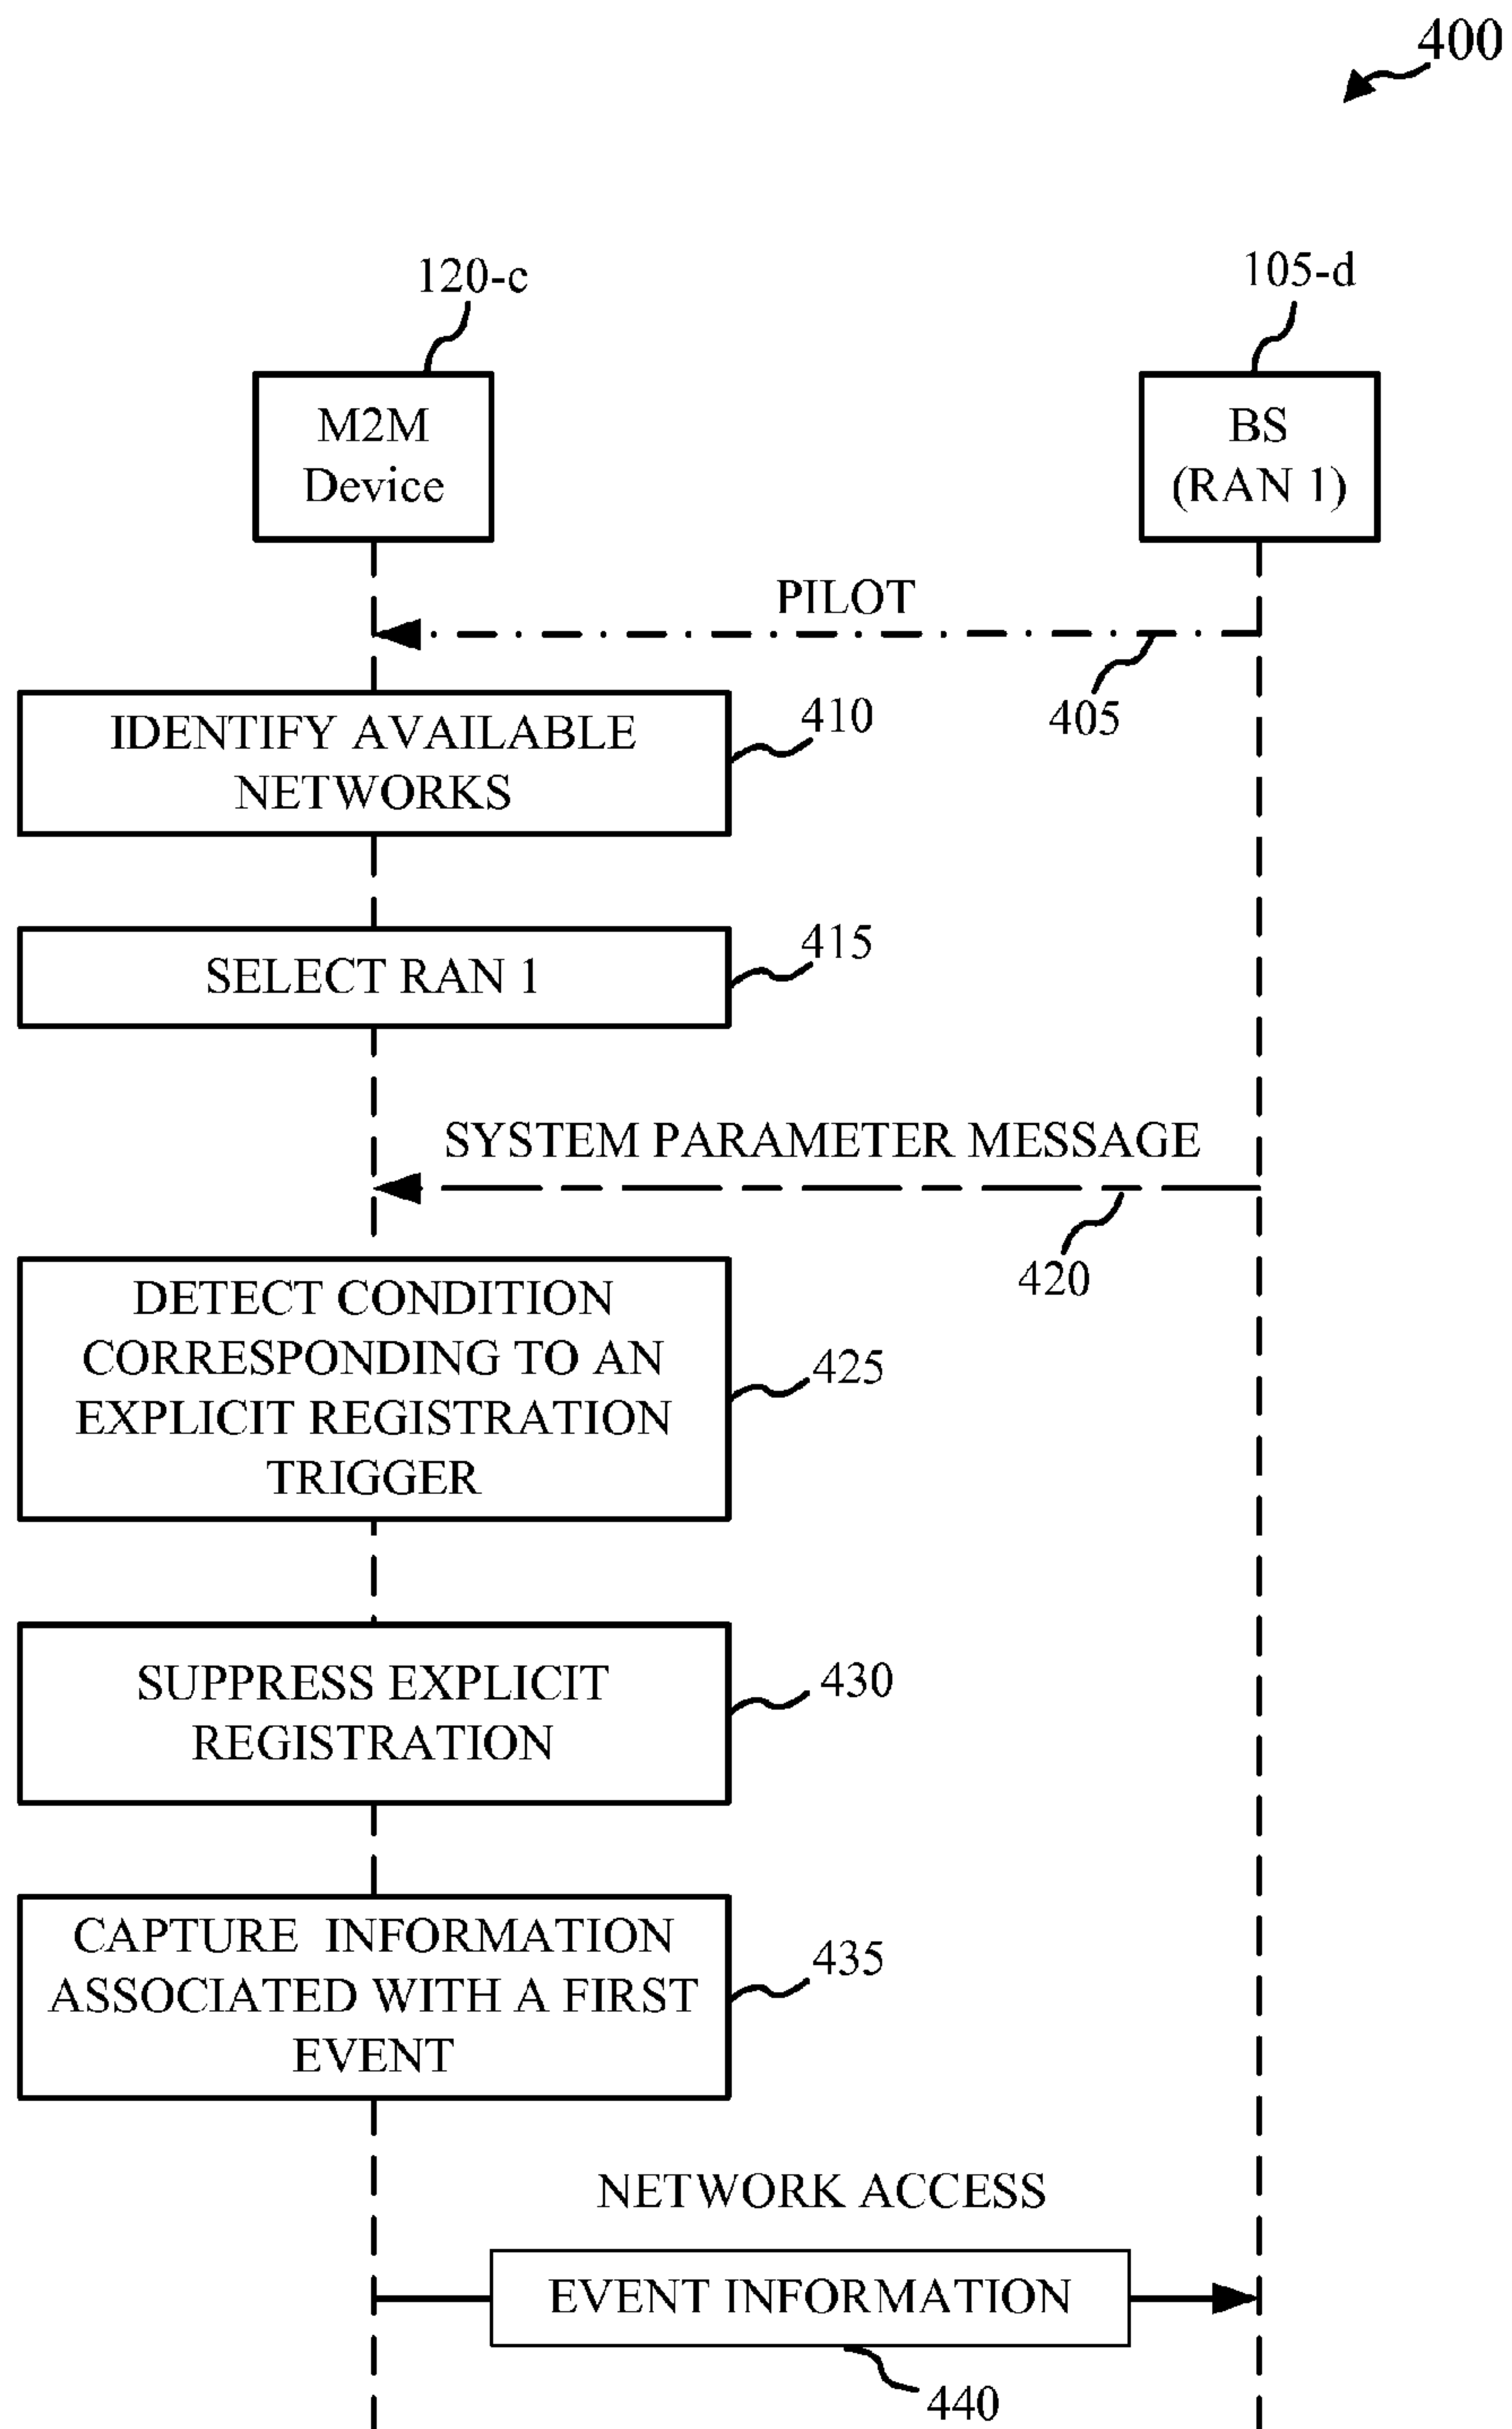 400
120-c
105-d
M2M
Device
BS
(RAN 1)
PILOT
405
IDENTIFY AVAILABLE
NETWORKS
410
SELECT RAN 1
415
SYSTEM PARAMETER MESSAGE
420
DETECT CONDITION
CORRESPONDING TO AN
EXPLICIT REGISTRATION
TRIGGER
425
SUPPRESS EXPLICIT
REGISTRATION
430
CAPTURE INFORMATION
ASSOCIATED WITH A FIRST
EVENT
435
NETWORK ACCESS
EVENT INFORMATION
440